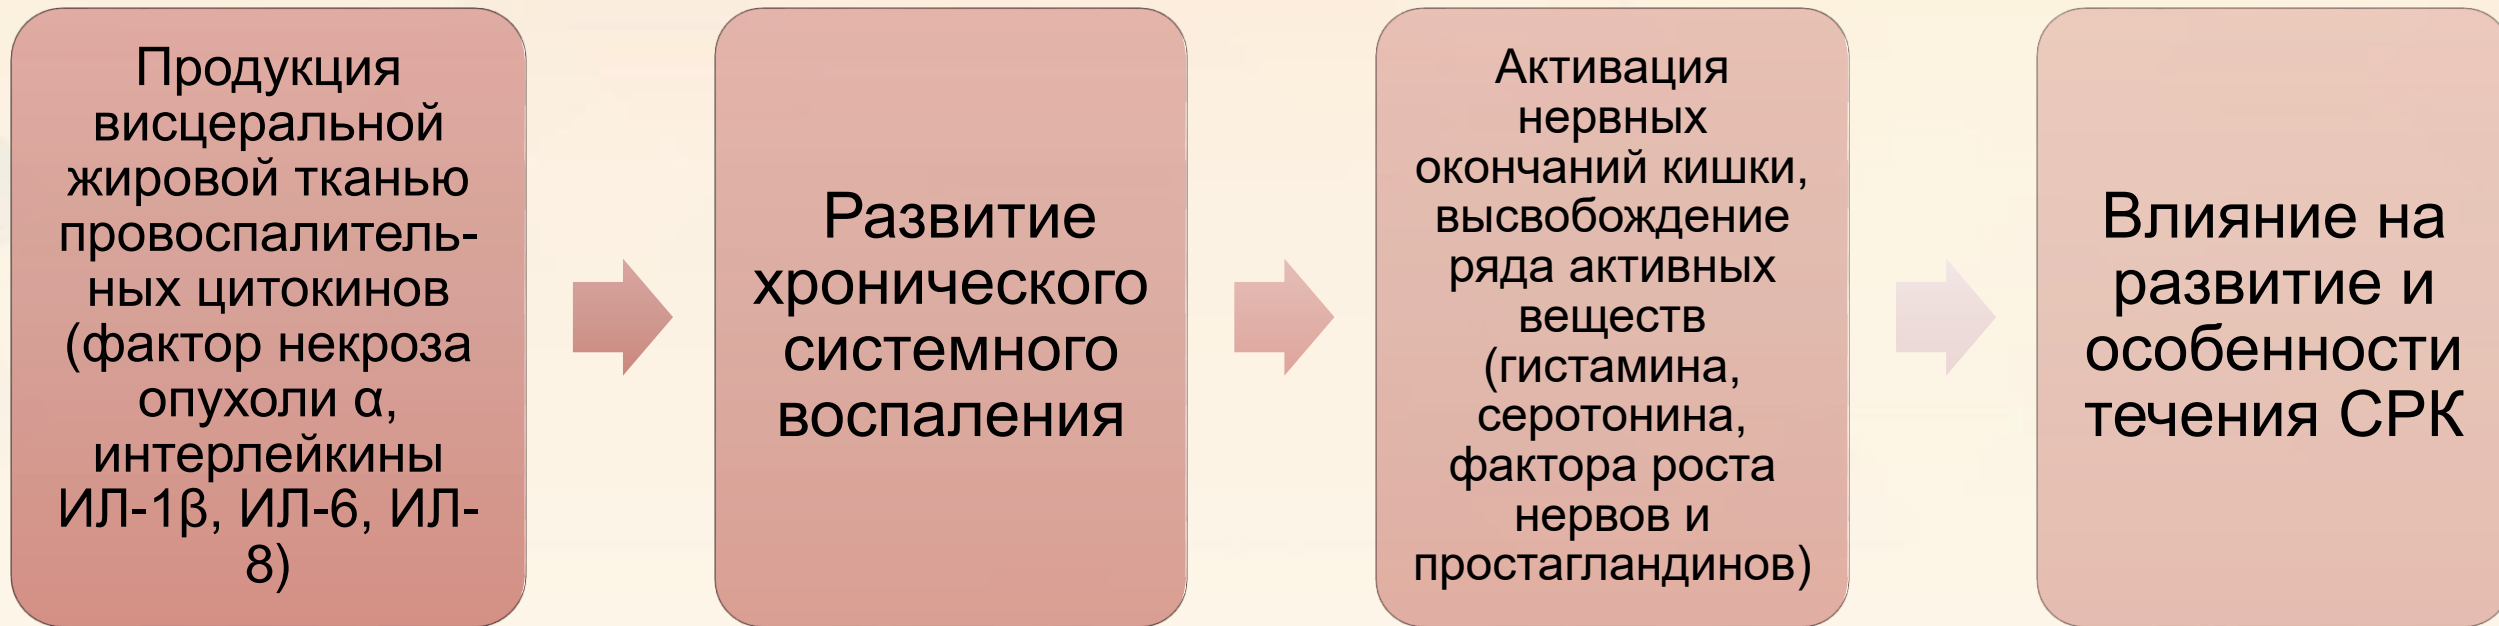 Продукция
висцеральной
жировой тканью
провоспалитель-
ных цитокинов
(фактор некроза
опухоли α,
интерлейкины
ИЛ-1β, ИЛ-6, ИЛ-
8)
Развитие
хронического
системного
воспаления
Активация
нервных
окончаний кишки,
высвобождение
ряда активных
веществ
(гистамина,
серотонина,
фактора роста
нервов и
простагландинов)
Влияние на
развитие и
особенности
течения СРК